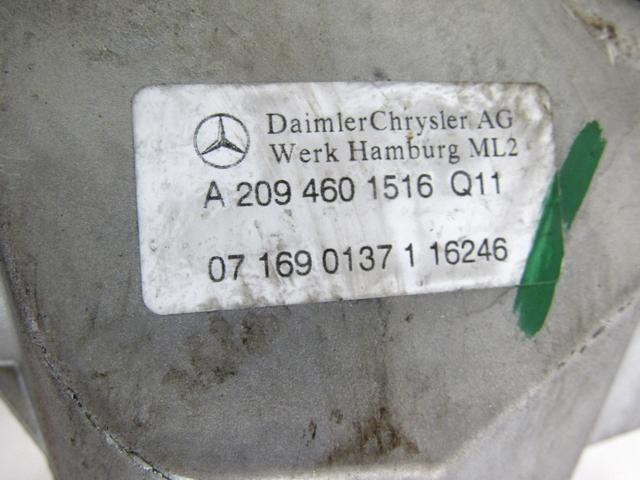 DaimlerChrysler AG
Werk Hamburg ML2
A 209 460 1516 Q11
07 169 0137 1 16246